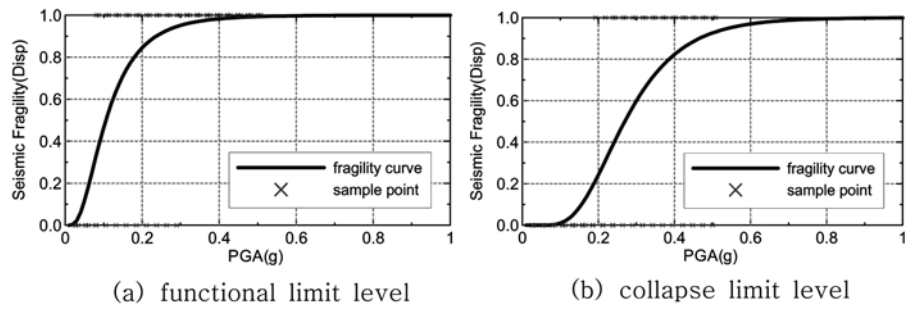 1.0
0.8
0.6
0.4
0.2
0.0
Seismic Fragility(Disp)
0 0.2 0.4 0.6 0.8 1
PGA(g)
fragility curve
sample point
(a) functional limit level
1.0
0.8
0.6
0.4
0.2
0.0
Seismic Fragility(Disp)
0 0.2 0.4 0.6 0.8 1
PGA(g)
fragility curve
sample point
(b) collapse limit level